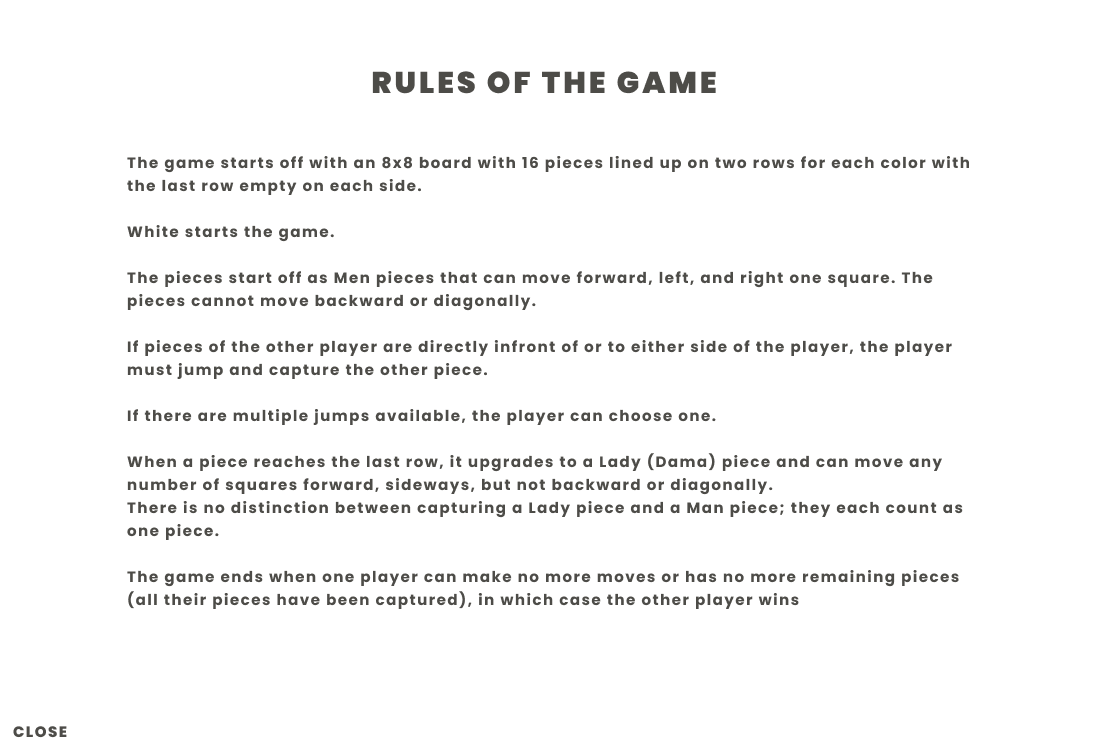 RULES OF THE GAME
The game starts off with an 8x8 board with 16 pieces lined up on two rows for each color with
the last row empty on each side.
White starts the game.
The pieces start off as Men pieces that can move forward, left, and right one square. The
pieces cannot move backward or diagonally.
If pieces of the other player are directly infront of or to either side of the player, the player
must jump and capture the other piece.
If there are multiple jumps available, the player can choose one.
When a piece reaches the last row, it upgrades to a Lady (Dama) piece and can move any
number of squares forward, sideways, but not backward or diagonally.
There is no distinction between capturing a Lady piece and a Man piece; they each count as
one piece.
The game ends when one player can make no more moves or has no more remaining pieces
(all their pieces have been captured), in which case the other player wins
CLOSE